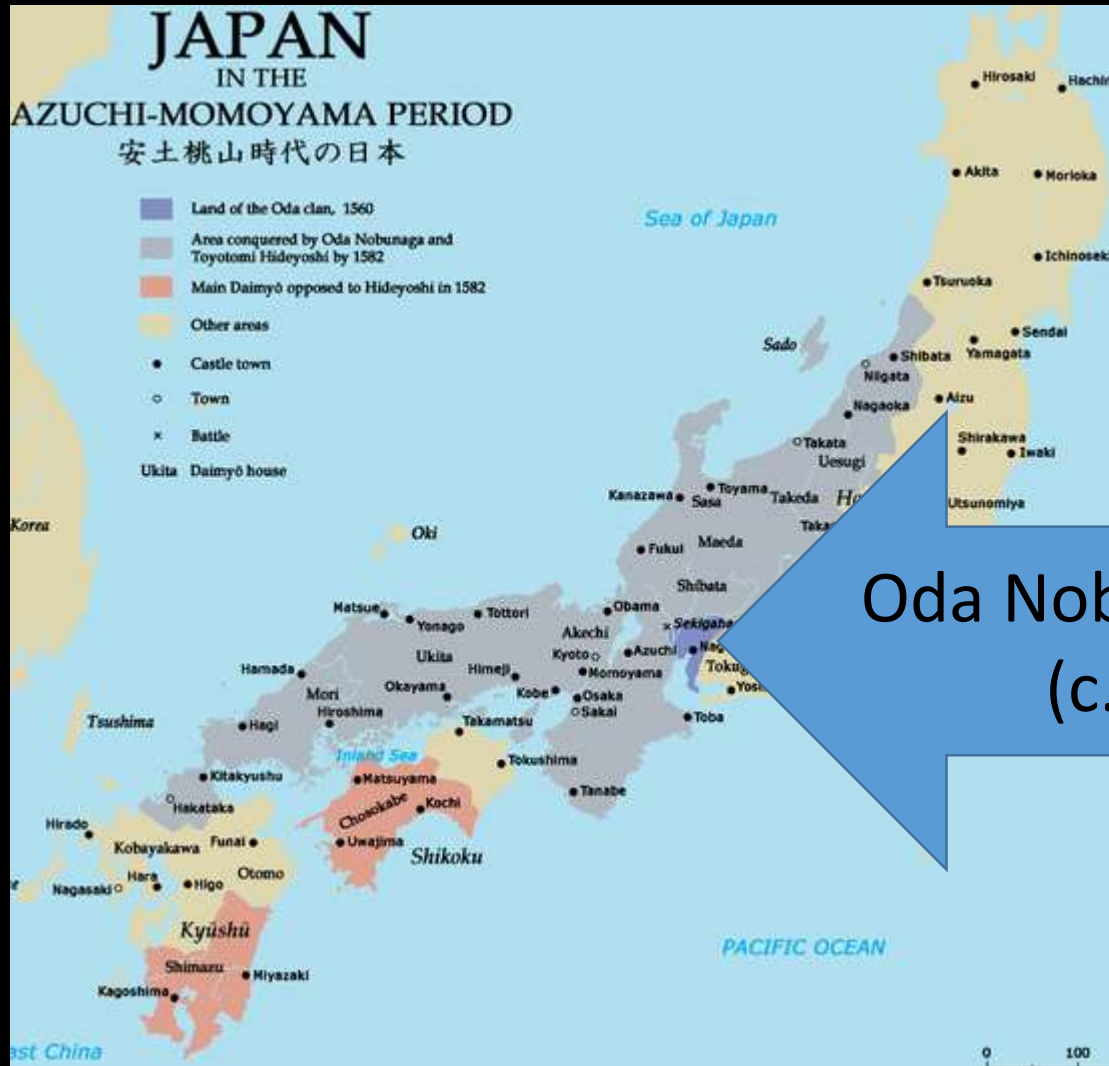 JAPAN
IN THE
AZUCHI-MOMOYAMA PERIOD
安土桃山時代の日本
Land of the Oda clan, 1560
Area conquered by Oda Nobunaga and
Toyotomi Hideyoshi by 1582
Main Daimyō opposed to Hideyoshi in 1582
Other areas
Castle town
Town
Battle
Ukita Daimyō house
Hirosaki
Akita
Morioka
Sea of Japan
Tsuruoka
Sado
Shibata
Yamagata
Sendai
Niigata
Nagaoka
Aizu
Takata
Shirakawa
Iwaki
Uesugi
Kanazawa
Toyama
Sasa
Takeda
Utsunomiya
Korea
Oki
Fukui
Maeda
Shibata
Oda
Matsue
Tottori
Obama
Yonago
Akechi
Kyoto
Azuchi
Ukita
Himeji
Momoyama
Hamada
Okayama
Kobe
Osaka
Mori
Sakai
(c.
Hiroshima
Takamatsu
Toba
Tsushima
Hagi
Inland Sea
Tokushima
Kitakyushu
Matsuyama
Tanabe
Hakataka
Chosokabe
Kochi
Hirado
Kobayakawa
Funai
Uwajima
Shikoku
Hara
Otomo
Nagasaki
Higo
Kyūshū
PACIFIC OCEAN
Shimazu
Miyazaki
Kagoshima
0 100